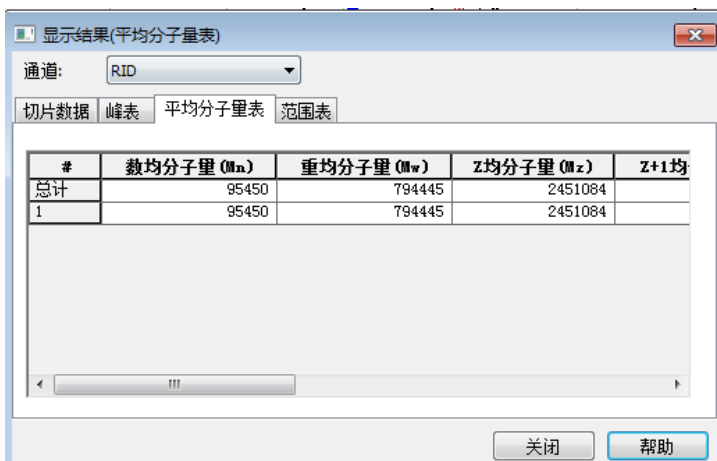 显示结果(平均分子量表)
通道: RID
切片数据 峰表 平均分子量表 范围表
# 数均分子量(Mn) 重均分子量(Mw) Z均分子量(Mz) Z+1均
总计 95450 794445 2451084
1 95450 794445 2451084
关闭 帮助